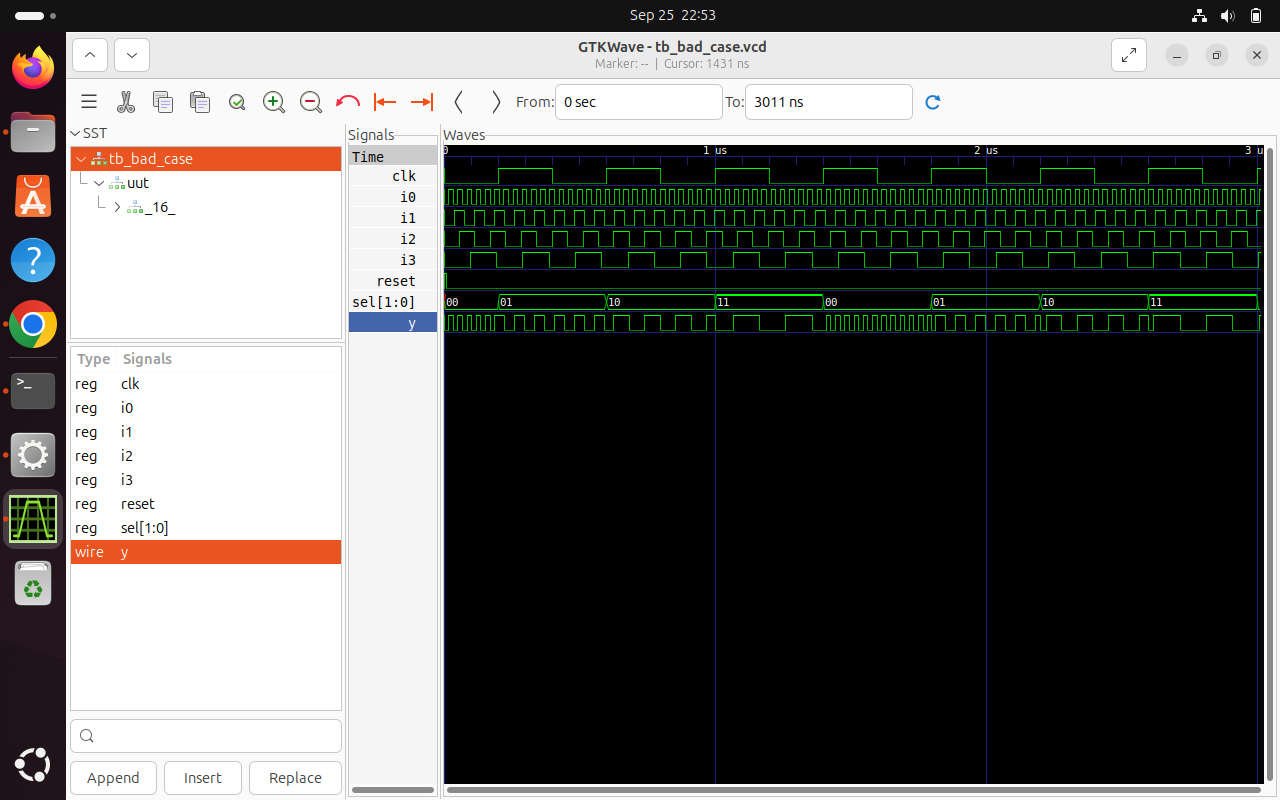 Sep 25 22:53
GTKWave - tb_bad_case.vcd
Marker: -- | Cursor: 1431 ns
From: 0 sec To: 3011 ns
SST
tb_bad_case
uut
_16_
Type Signals
reg clk
reg i0
reg i1
reg i2
reg i3
reg reset
reg sel[1:0]
wire y
Append Insert Replace
Signals
Time
clk
i0
i1
i2
i3
reset
sel[1:0]
y
Waves
0 1 us 2 us 3 u
00 01 10 11 00 01 10 11